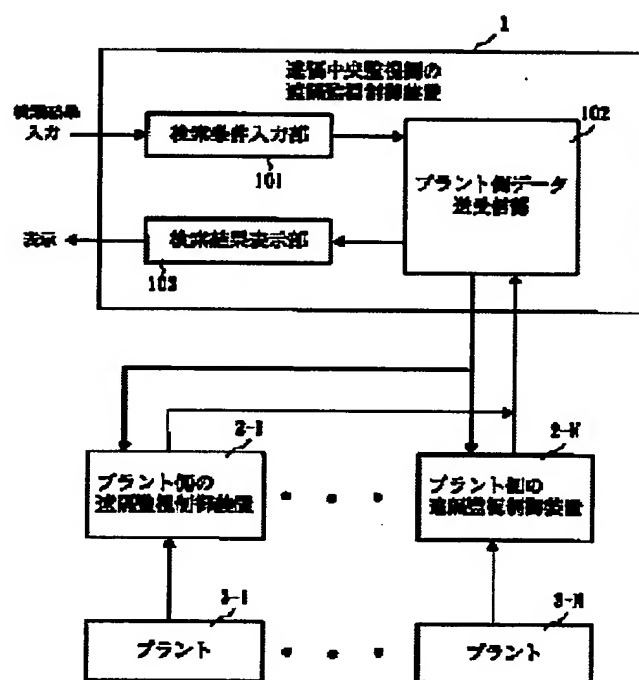 1
遠隔中央監視側の
遠隔監視制御装置
入力
検索条件入力部
101
102
プラント側データ
送受信部
表示
検索結果表示部
103
2-1
プラント側の
遠隔監視制御装置
2-N
プラント側の
遠隔監視制御装置
3-1
プラント
3-N
プラント